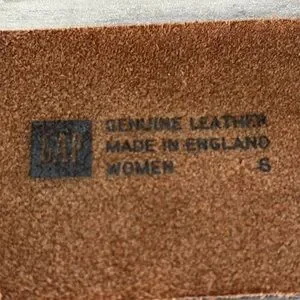 GAP
GENUINE LEATHER
MADE IN ENGLAND
WOMEN S